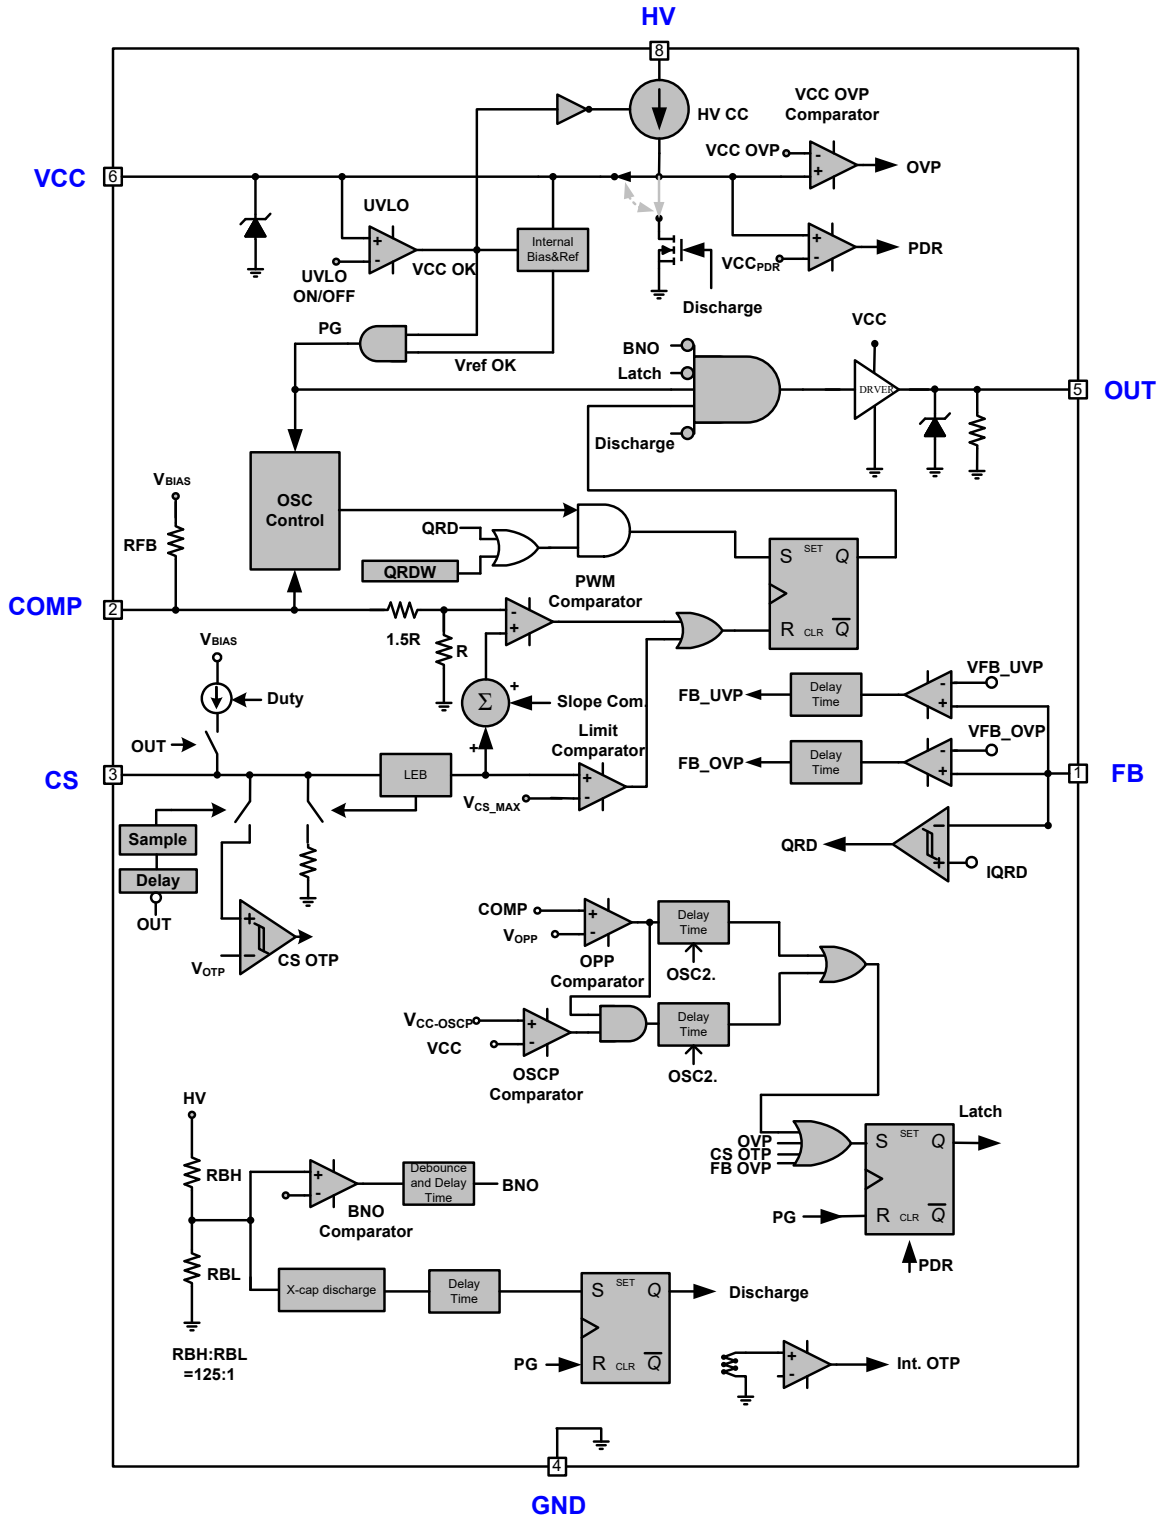 HV
8
HV CC
VCC OVP
Comparator
VCC OVP
-
+
OVP
VCC
6
UVLO
+
-
UVLO
ON/OFF
VCC OK
Internal
Bias&Ref
+
-
VCCPDR
PDR
Discharge
PG
Vref OK
VCC
BNO
Latch
Discharge
DRVER
5
OUT
VBIAS
RFB
OSC
Control
QRD
QRDW
S
SET
Q
R
CLR
Q
COMP
2
1.5R
R
PWM
Comparator
-
+
VBIAS
Duty
Σ
+
+
Slope Com.
Limit
Comparator
FB_UVP
Delay
Time
-
+
VFB_UVP
OUT
FB_OVP
Delay
Time
-
+
VFB_OVP
CS
3
LEB
VCS_MAX
+
-
1
FB
Sample
Delay
OUT
QRD
-
+
IQRD
+
-
VOTP
CS OTP
COMP
VOPP
+
-
OPP
Comparator
Delay
Time
OSC2.
VCC-OSCP
VCC
+
-
OSCP
Comparator
Delay
Time
OSC2.
HV
RBH
RBL
RBH:RBL
=125:1
+
-
BNO
Comparator
Debounce
and Delay
Time
BNO
OVP
CS OTP
FB OVP
S
SET
Q
R
CLR
Q
Latch
PG
PDR
X-cap discharge
Delay
Time
S
SET
Q
R
CLR
Q
Discharge
PG
+
-
Int. OTP
4
GND